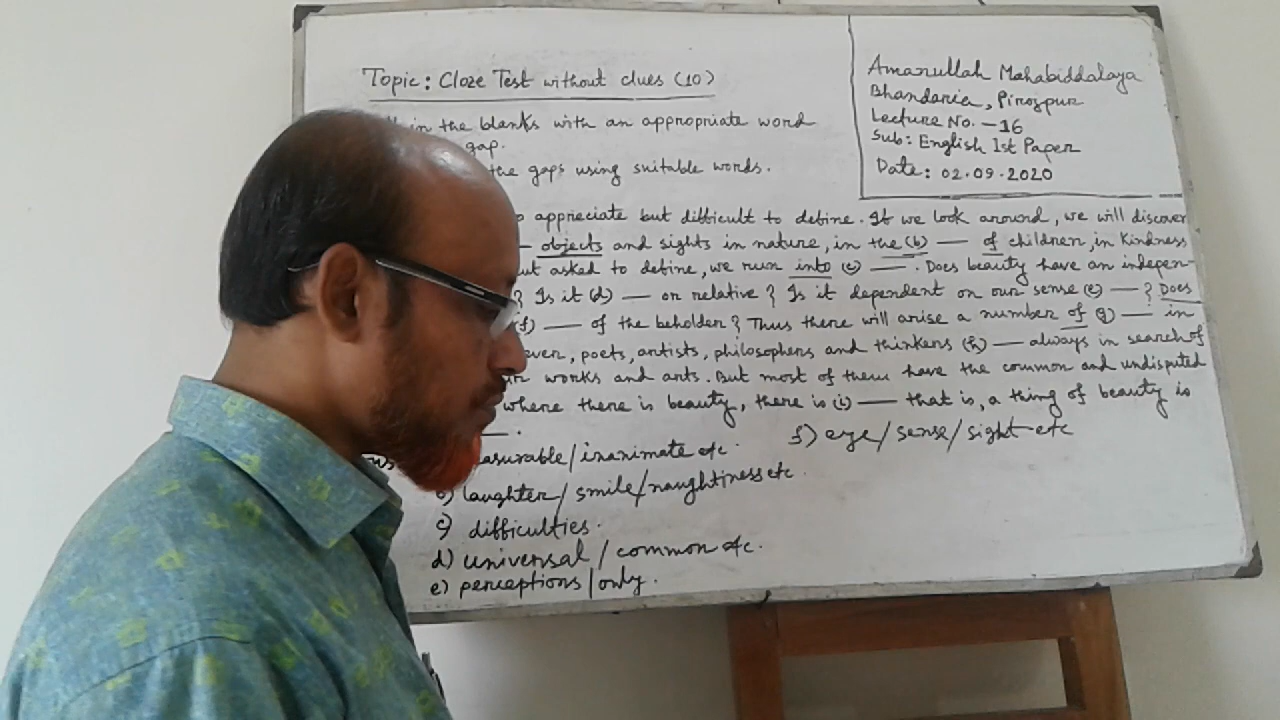 Topic: Cloze Test without clues (10)
in the blanks with an appropriate word
gap.
the gaps using suitable words.
Amanullah Mahabiddalaya
Bhandaria, Pirojpur
Lecture No. - 16
Sub: English 1st Paper
Date: 02.09.2020
appreciate but difficult to define. If we look around, we will discover
— objects and sights in nature, in the (b) — of children, in kindness
asked to define, we run into (c) —. Does beauty have an indepen-
? Is it (d) — or relative? Is it dependent on our sense (e) —? Does
(f) — of the beholder? Thus there will arise a number of (g) — in
poets, artists, philosophers and thinkers (h) — always in search of
works and arts. But most of them have the common and undisputed
where there is beauty, there is (i) — that is, a thing of beauty is
—.
asurable/inanimate etc.
b) laughter/smile/naughtiness etc.
c) difficulties.
d) universal/common etc.
e) perceptions/only.
f) eye/sense/sight etc